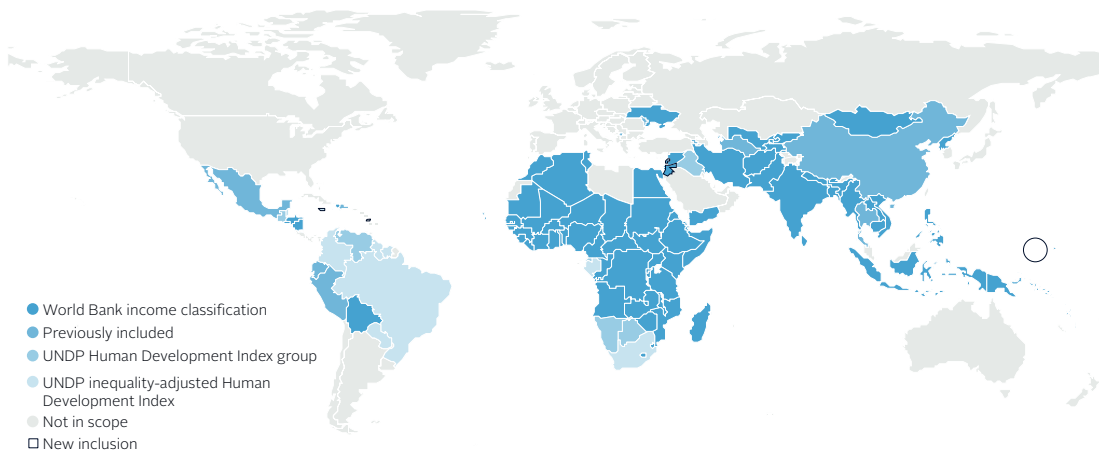 World Bank income classification
Previously included
UNDP Human Development Index group
UNDP inequality-adjusted Human
Development Index
Not in scope
New inclusion